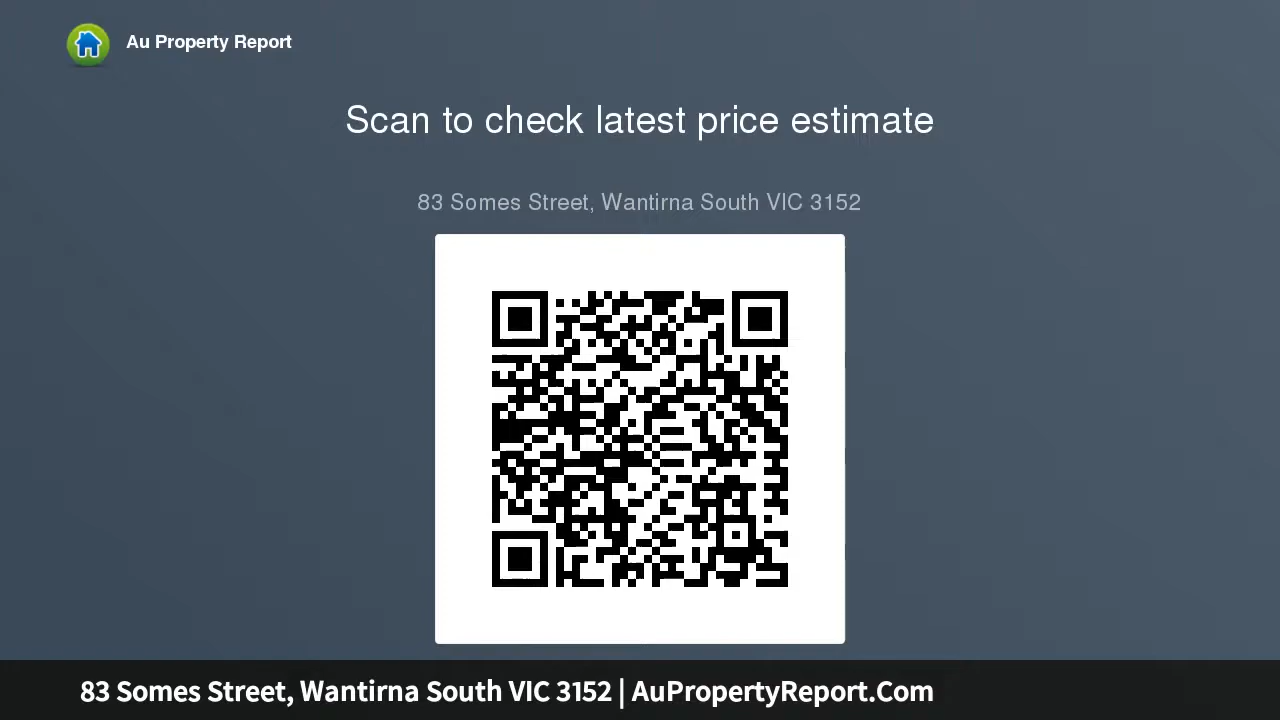 Au Property Report
Scan to check latest price estimate
83 Somes Street, Wantirna South VIC 3152
83 Somes Street, Wantirna South VIC 3152 | AuPropertyReport.Com